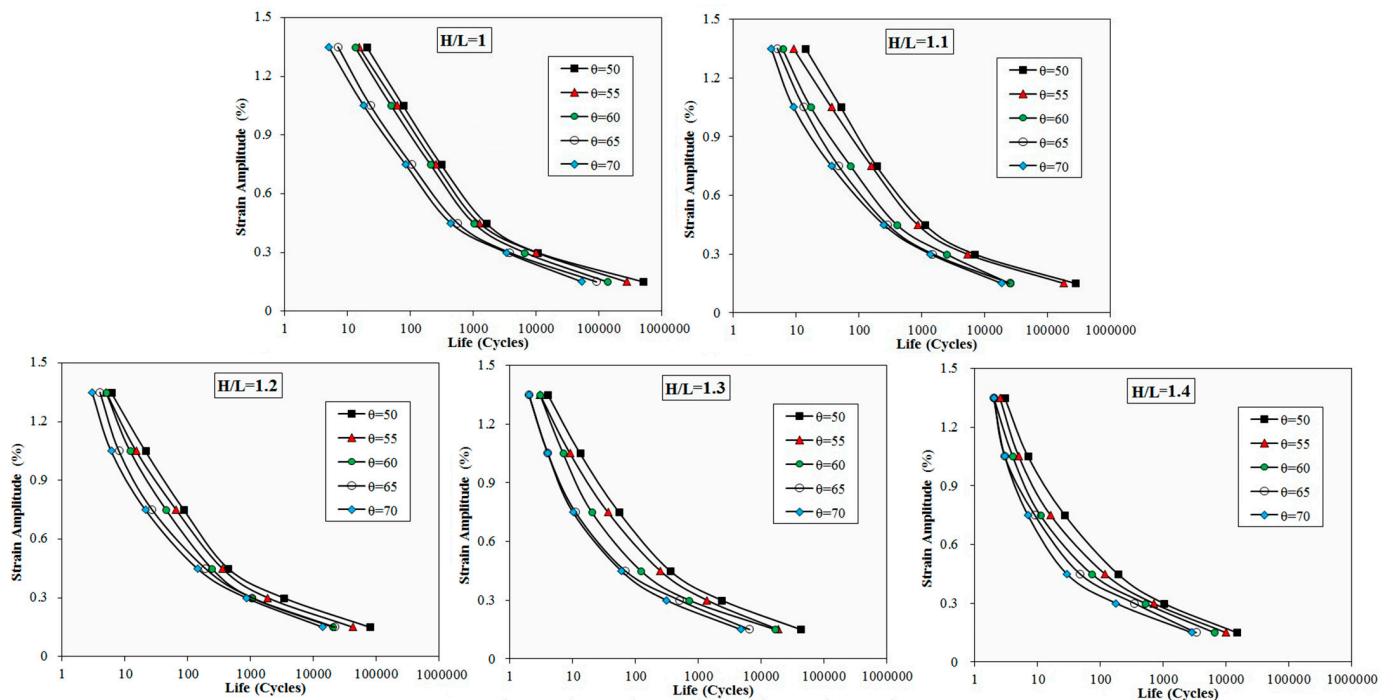 H/L=1
1.5
1.2
0.9
0.6
0.3
0
Strain Amplitude (%)
θ=50
θ=55
θ=60
θ=65
θ=70
1 10 100 1000 10000 100000 1000000
Life (Cycles)
H/L=1.1
1.5
1.2
0.9
0.6
0.3
0
Strain Amplitude (%)
θ=50
θ=55
θ=60
θ=65
θ=70
1 10 100 1000 10000 100000 1000000
Life (Cycles)
H/L=1.2
1.5
1.2
0.9
0.6
0.3
0
Strain Amplitude (%)
θ=50
θ=55
θ=60
θ=65
θ=70
1 10 100 1000 10000 100000 1000000
Life (Cycles)
H/L=1.3
1.5
1.2
0.9
0.6
0.3
0
Strain Amplitude (%)
θ=50
θ=55
θ=60
θ=65
θ=70
1 10 100 1000 10000 100000 1000000
Life (Cycles)
H/L=1.4
1.5
1.2
0.9
0.6
0.3
0
Strain Amplitude (%)
θ=50
θ=55
θ=60
θ=65
θ=70
1 10 100 1000 10000 100000 1000000
Life (Cycles)